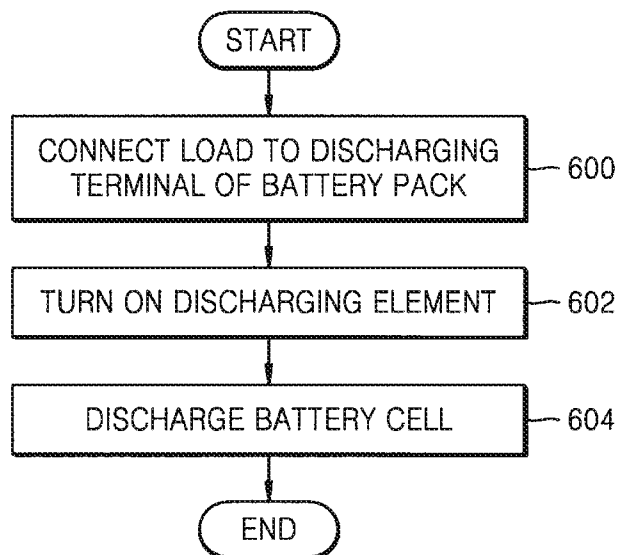 START
CONNECT LOAD TO DISCHARGING
TERMINAL OF BATTERY PACK
600
TURN ON DISCHARGING ELEMENT
602
DISCHARGE BATTERY CELL
604
END